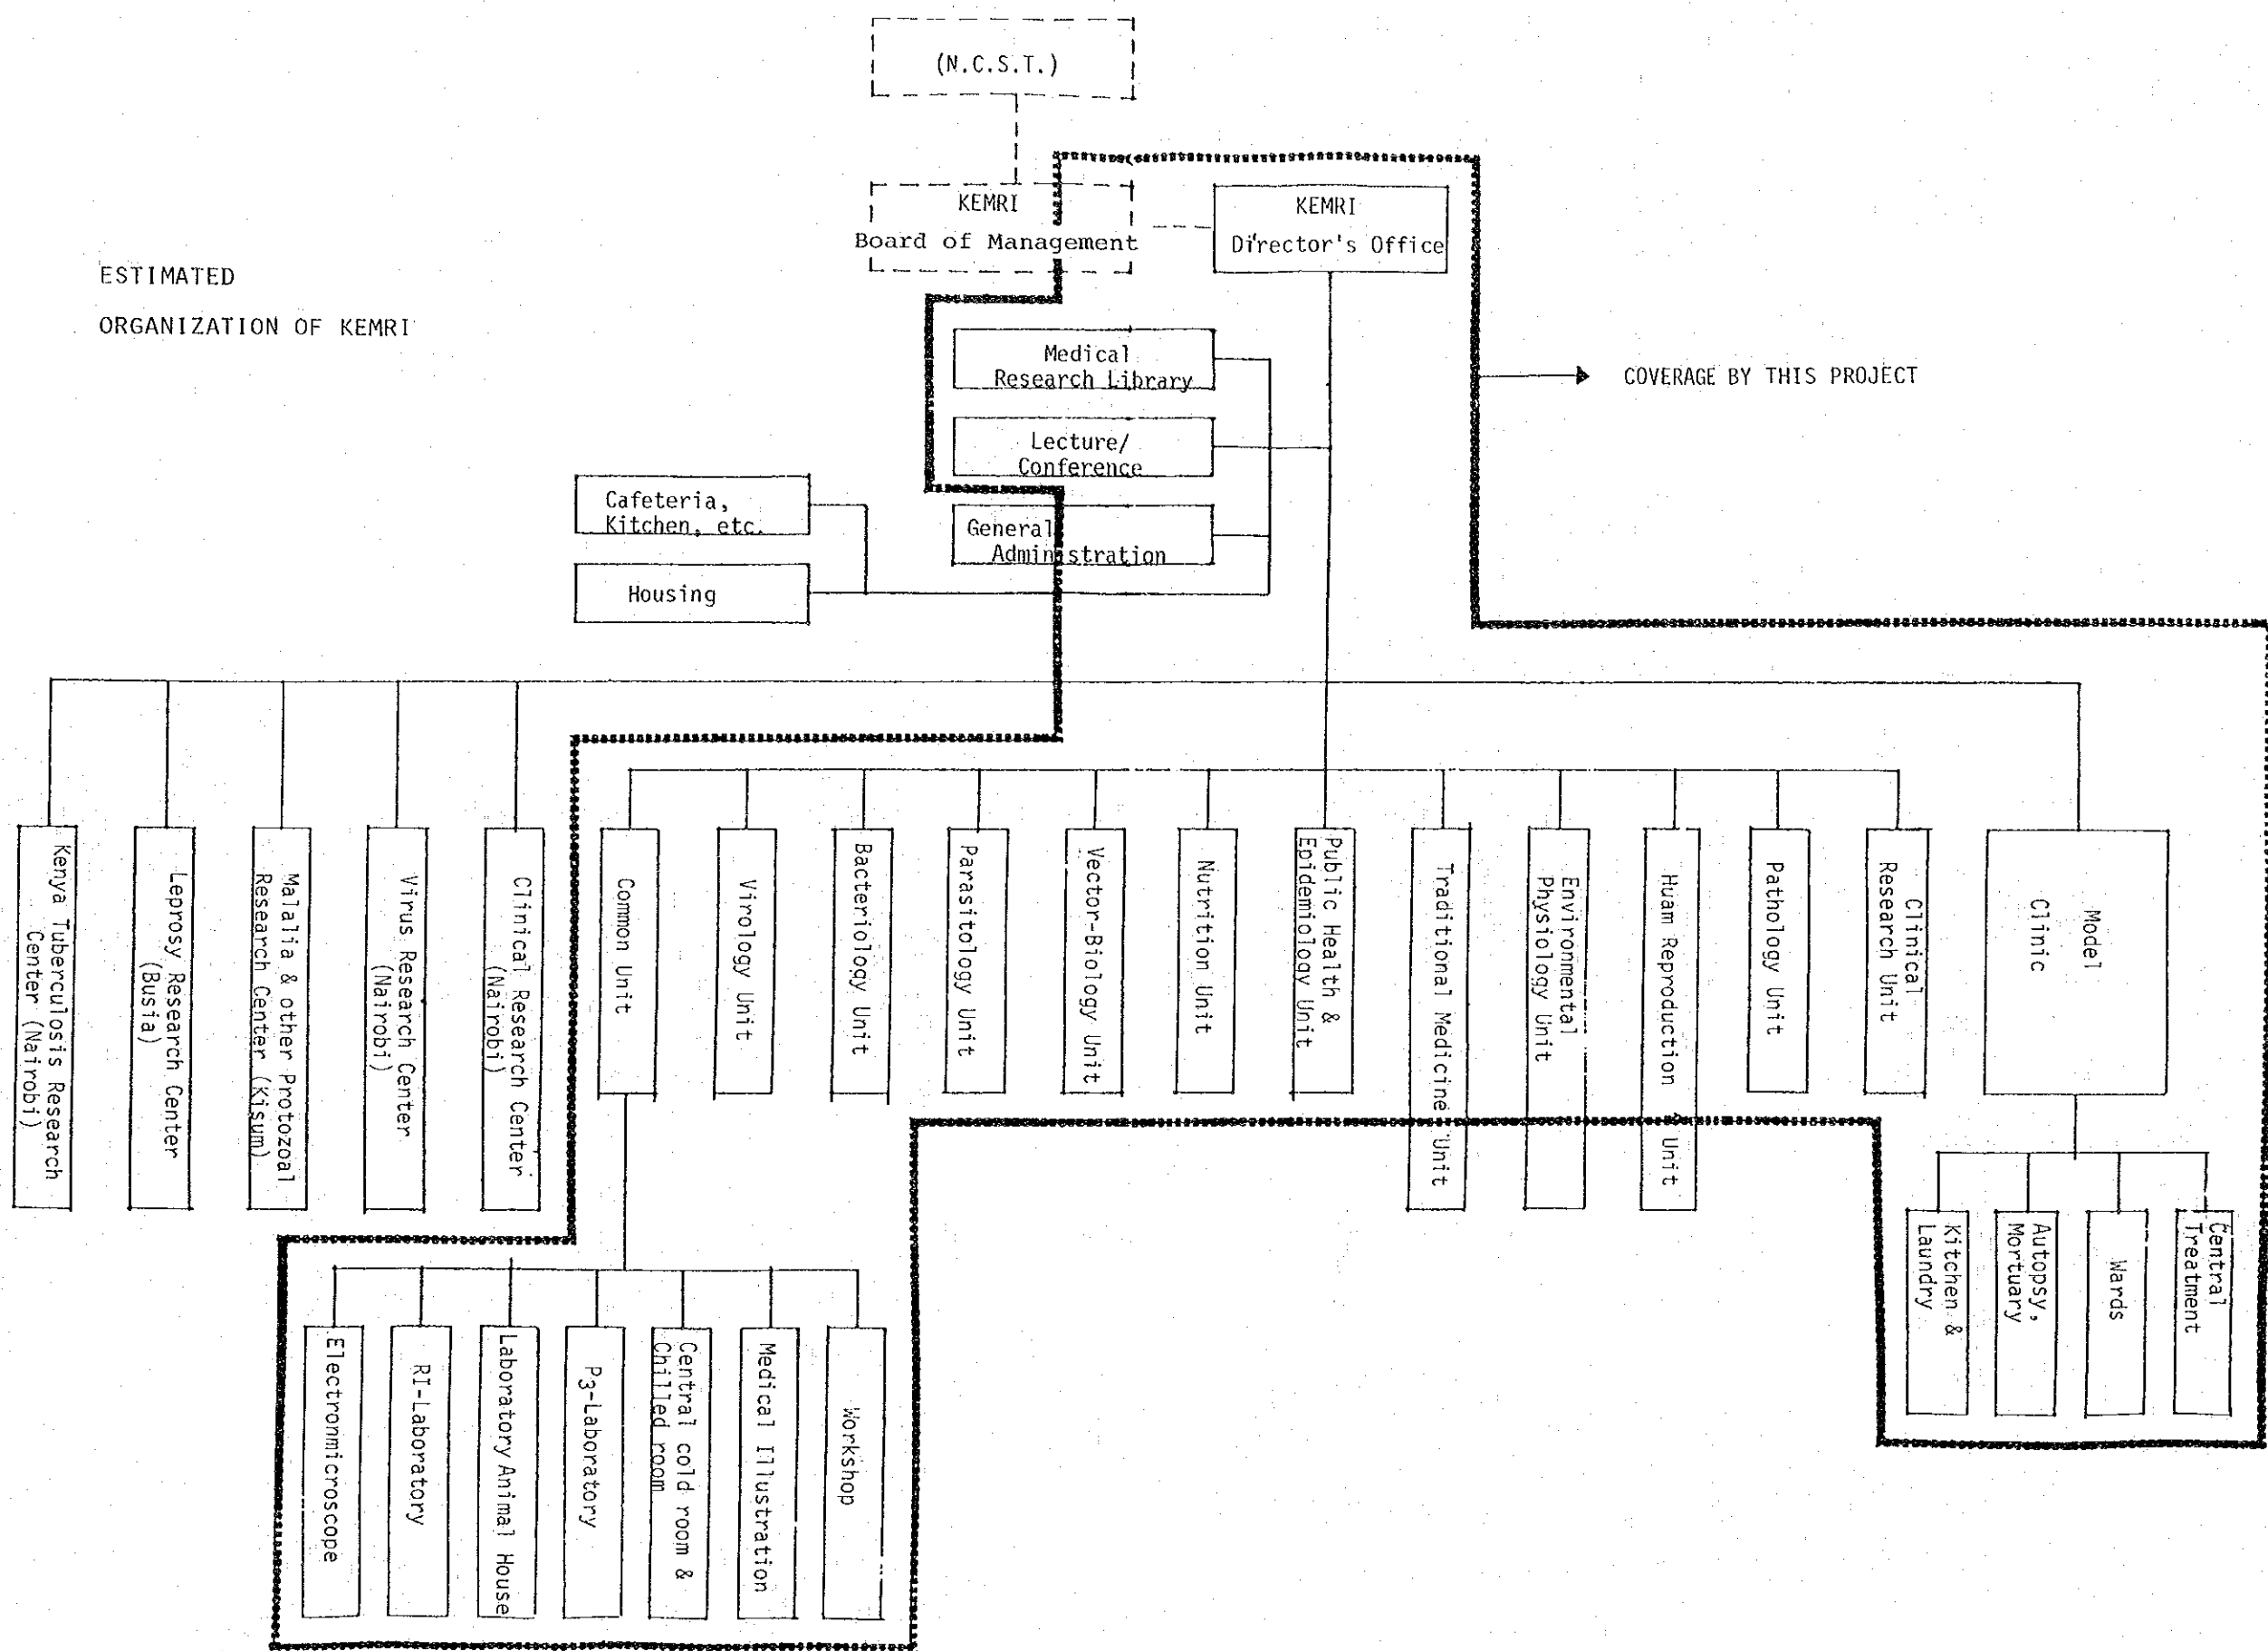 (N.C.S.T.)
KEMRI
Board of Management
KEMRI
Director's Office
ESTIMATED
ORGANIZATION OF KEMRI
Medical
Research Library
COVERAGE BY THIS PROJECT
Lecture/
Conference
Cafeteria,
Kitchen, etc.
General
Administration
Housing
Kenya Tuberculosis Research
Center (Nairobi)
Leprosy Research Center
(Busia)
Malalia & other Protozoal
Research Center (Kisum)
Virus Research Center
(Nairobi)
Clinical Research Center
(Nairobi)
Common Unit
Virology Unit
Bacteriology Unit
Parasitology Unit
Vector-Biology Unit
Nutrition Unit
Public Health &
Epidemiology Unit
Traditional Medicine Unit
Environmental
Physiology Unit
Huam Reproduction Unit
Pathology Unit
Clinical
Research Unit
Model
Clinic
Kitchen &
Laundry
Autopsy,
Mortuary
Wards
Central
Treatment
Electronmicroscope
RI-Laboratory
Laboratory Animal House
P3-Laboratory
Central cold room &
Chilled room
Medical Illustration
Workshop